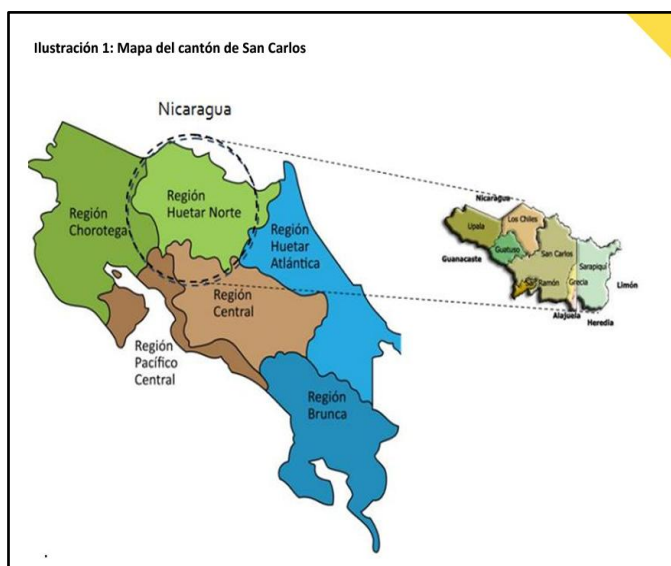 Ilustración 1: Mapa del cantón de San Carlos
Nicaragua
Región
Huetar Norte
Región
Chorotega
Región
Huetar
Atlántica
Región
Central
Región
Pacífico
Central
Región
Brunca
Nicaragua
Los Chiles
Upala
Guatuso
San Carlos
Guanacaste
Sarapiquí
Ramón
Grecia
Limón
Alajuela
Heredia
.